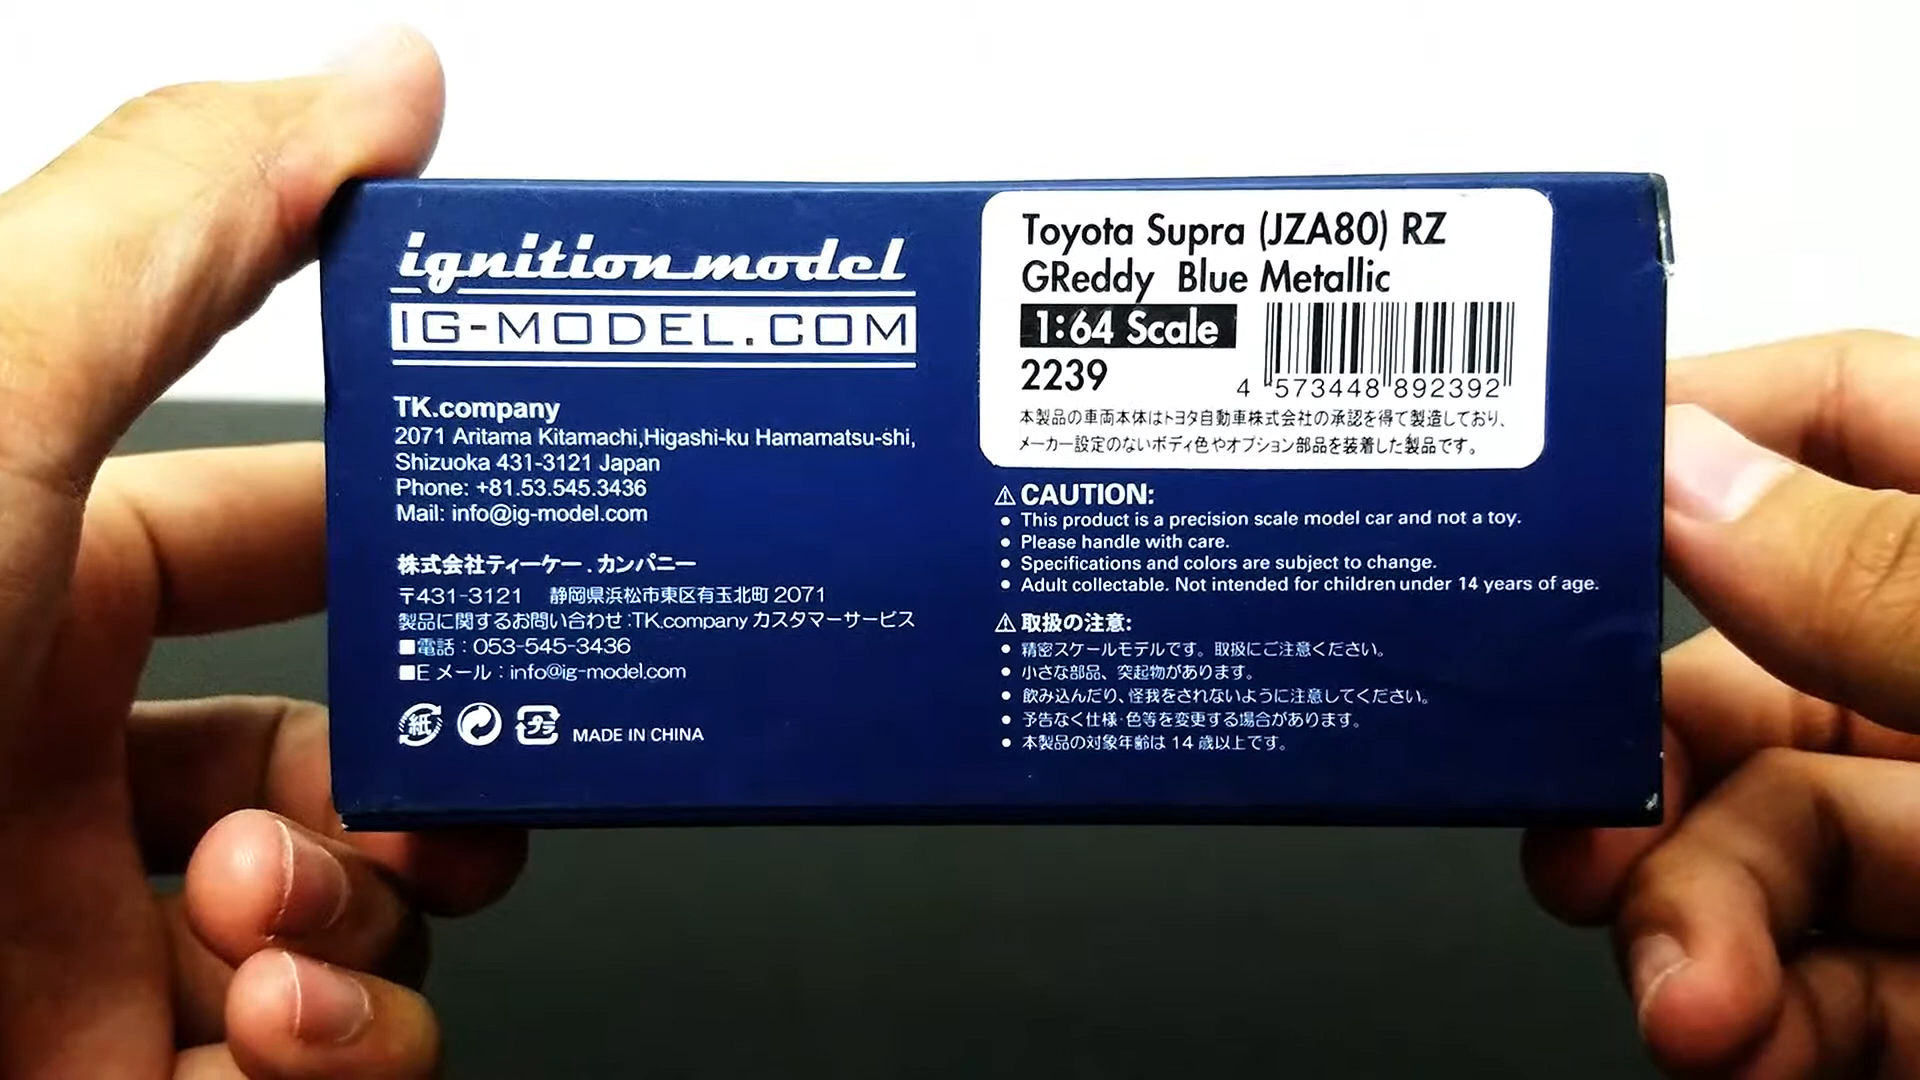 ignition model
IG-MODEL.COM
TK.company
2071 Aritama Kitamachi,Higashi-ku Hamamatsu-shi,
Shizuoka 431-3121 Japan
Phone: +81.53.545.3436
Mail: info@ig-model.com
株式会社ティーケー . カンパニー
〒431-3121 静岡県浜松市東区有玉北町 2071
製品に関するお問い合わせ:TK.company カスタマーサービス
■電話：053-545-3436
■E メール：info@ig-model.com
紙
プラ
MADE IN CHINA
Toyota Supra (JZA80) RZ
GReddy Blue Metallic
1:64 Scale
2239
4 573448 892392
本製品の車両本体はトヨタ自動車株式会社の承認を得て製造しており、
メーカー設定のないボディ色やオプション部品を装着した製品です。
⚠ CAUTION:
● This product is a precision scale model car and not a toy.
● Please handle with care.
● Specifications and colors are subject to change.
● Adult collectable. Not intended for children under 14 years of age.
⚠ 取扱の注意:
● 精密スケールモデルです。取扱にご注意ください。
● 小さな部品、突起物があります。
● 飲み込んだり、怪我をされないように注意してください。
● 予告なく仕様・色等を変更する場合があります。
● 本製品の対象年齢は 14 歳以上です。